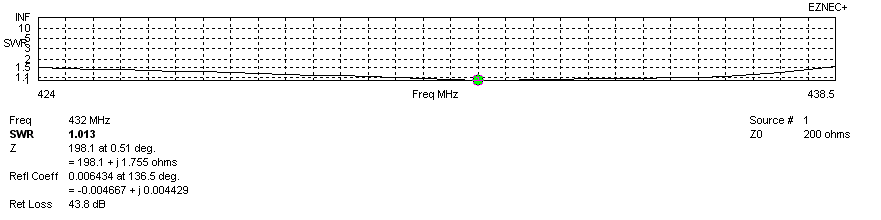 EZNEC+
INF
10
5
SWR
3
2
1.5
1.1
424 Freq MHz 438.5
Freq 432 MHz Source # 1
SWR 1.013 Z0 200 ohms
Z 198.1 at 0.51 deg.
= 198.1 + j 1.755 ohms
Refl Coeff 0.006434 at 136.5 deg.
= -0.004667 + j 0.004429
Ret Loss 43.8 dB